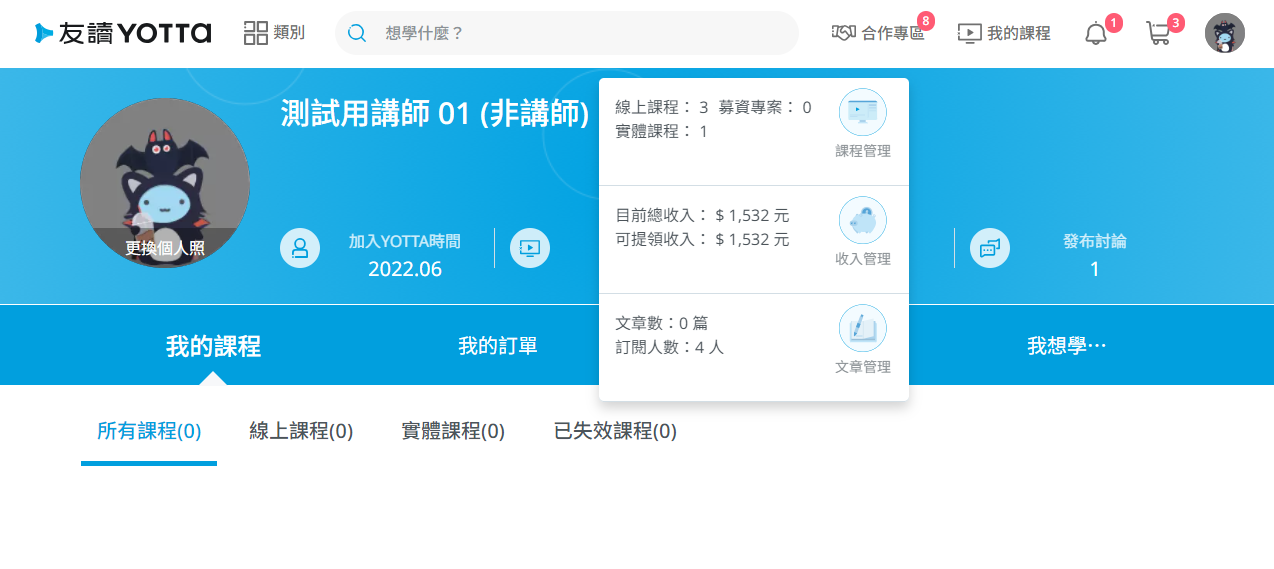 友讀 YOTTA
類別
想學什麼？
合作專區
8
我的課程
1
3
測試用講師 01 (非講師)
更換個人照
加入YOTTA時間
2022.06
線上課程： 3 募資專案： 0
實體課程： 1
課程管理
目前總收入： $ 1,532 元
可提領收入： $ 1,532 元
收入管理
文章數：0 篇
訂閱人數：4 人
文章管理
發布討論
1
我的課程
我的訂單
我想學⋯
所有課程(0)
線上課程(0)
實體課程(0)
已失效課程(0)